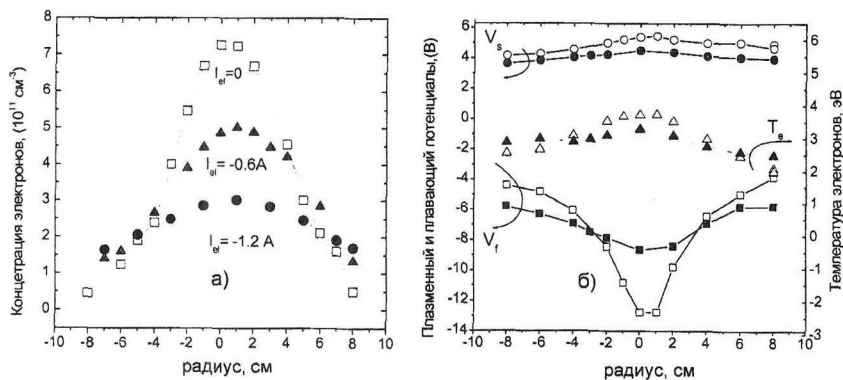 Концетрация электронов, (10¹¹ см⁻³)
8
7
6
5
4
3
2
1
0
-10 -8 -6 -4 -2 0 2 4 6 8 10
радиус, см
I_el=0
I_el= -0.6A
I_el= -1.2 A
а)
Плазменный и плавающий потенциалы,(В)
6
4
2
0
-2
-4
-6
-8
-10
-12
-14
-10 -8 -6 -4 -2 0 2 4 6 8 10
радиус, см
V_s
T_e
V_f
б)
6
5
4
3
2
1
0
-1
-2
-3
Температура электронов, эВ